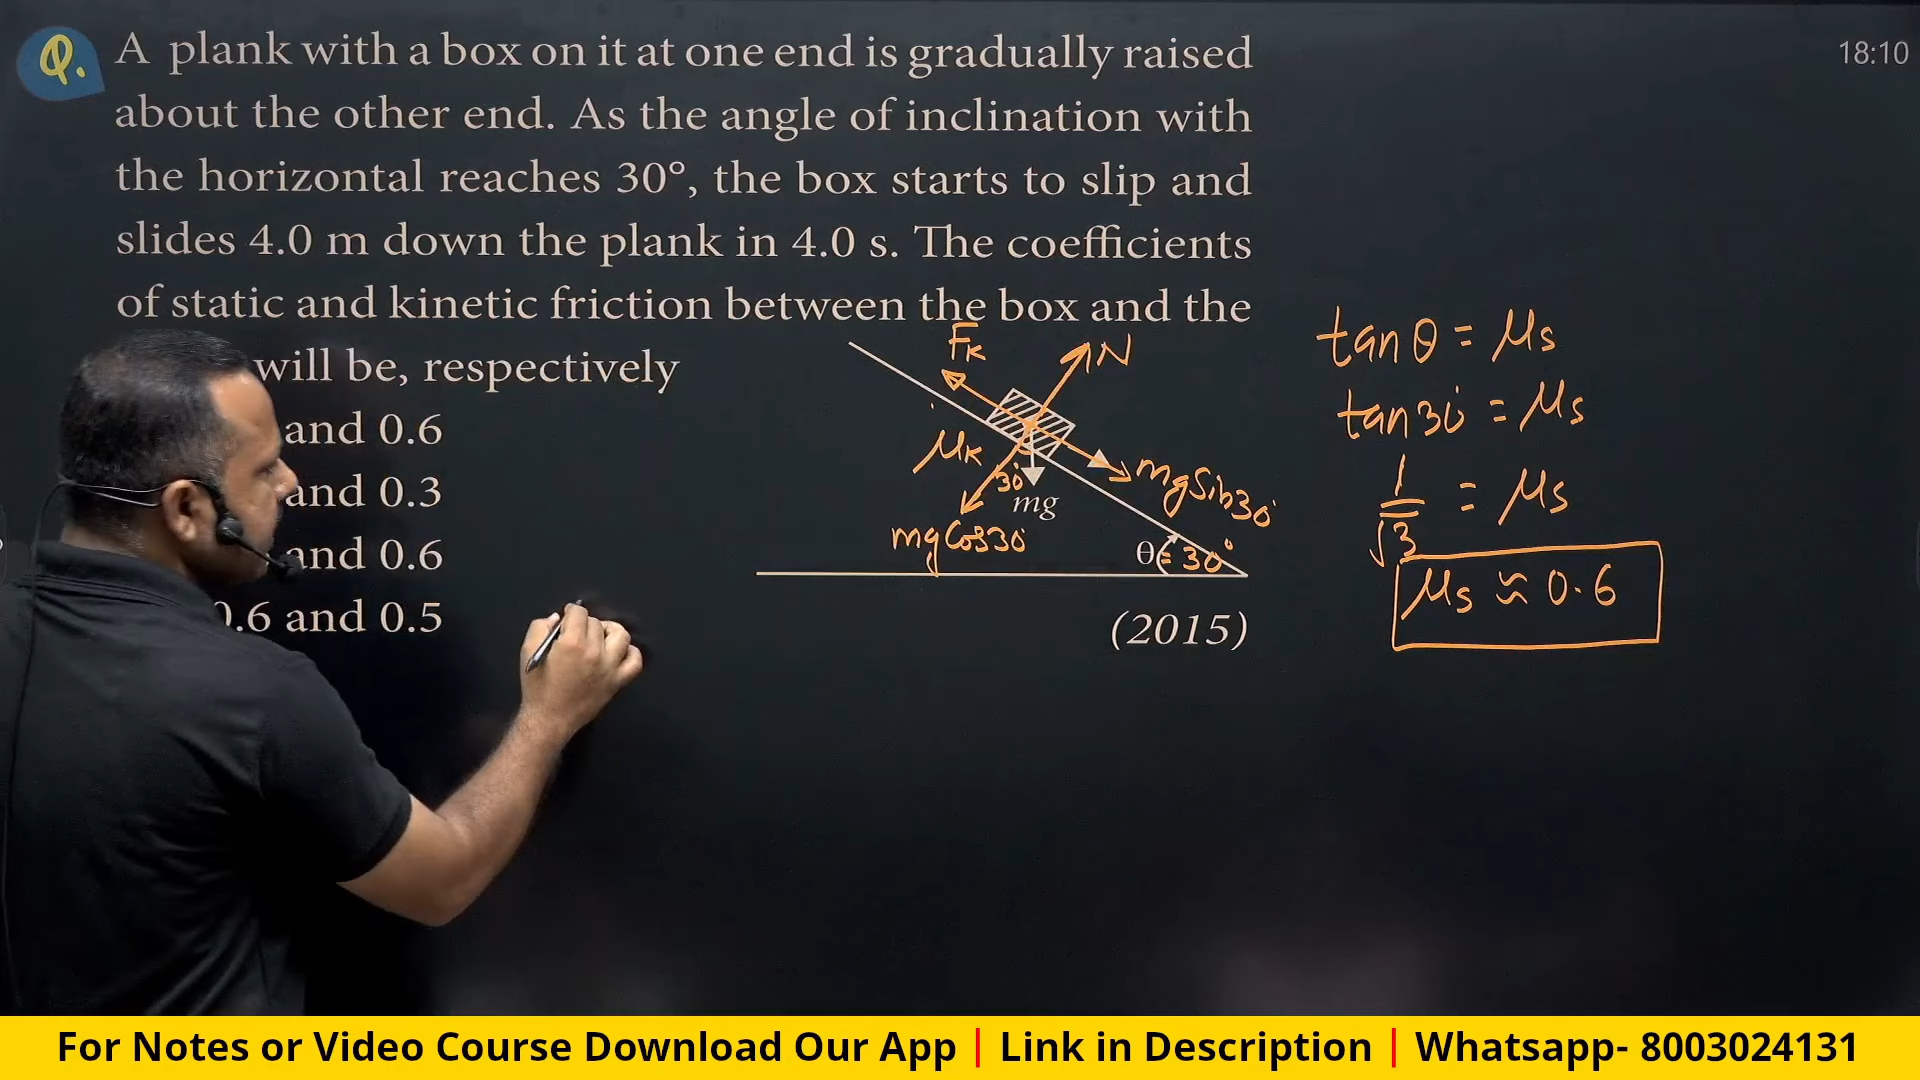 Q. A plank with a box on it at one end is gradually raised
about the other end. As the angle of inclination with
the horizontal reaches 30°, the box starts to slip and
slides 4.0 m down the plank in 4.0 s. The coefficients
of static and kinetic friction between the box and the
will be, respectively
and 0.6
and 0.3
and 0.6
0.6 and 0.5
18:10
FK
N
μK
30°
mg
mgSin30°
mgCos30°
θ = 30°
(2015)
tanθ = μs
tan30° = μs
1/√3 = μs
μs ≈ 0.6
For Notes or Video Course Download Our App | Link in Description | Whatsapp- 8003024131